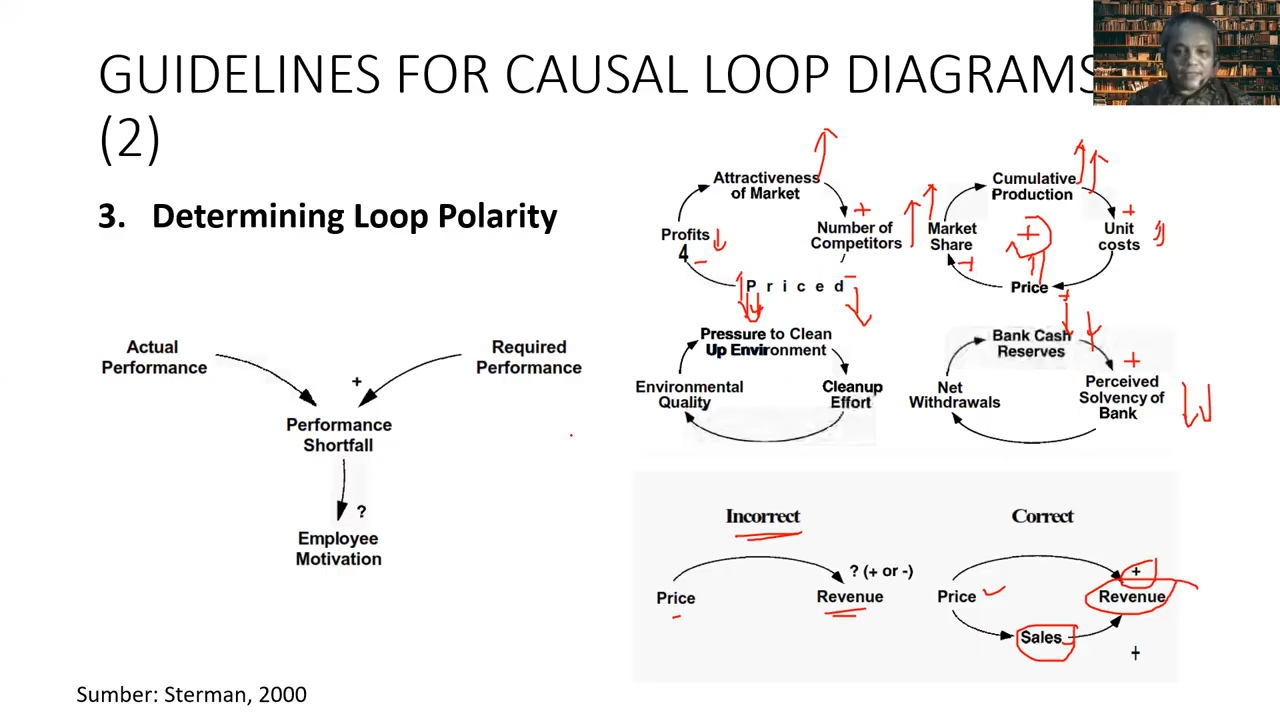 GUIDELINES FOR CAUSAL LOOP DIAGRAMS
(2)
3. Determining Loop Polarity
Actual
Performance
Required
Performance
+
Performance
Shortfall
?
Employee
Motivation
Attractiveness
of Market
+
Number of
Competitors
-
P r i c e d
Profits
4
-
Cumulative
Production
+
Unit
costs
+
Price
+
Market
Share
+
Pressure to Clean
Up Environment
Cleanup
Effort
Environmental
Quality
Bank Cash
Reserves
+
Perceived
Solvency of
Bank
Net
Withdrawals
Incorrect
Price
? (+ or -)
Revenue
Correct
Price
+
Revenue
Sales
+
Sumber: Sterman, 2000